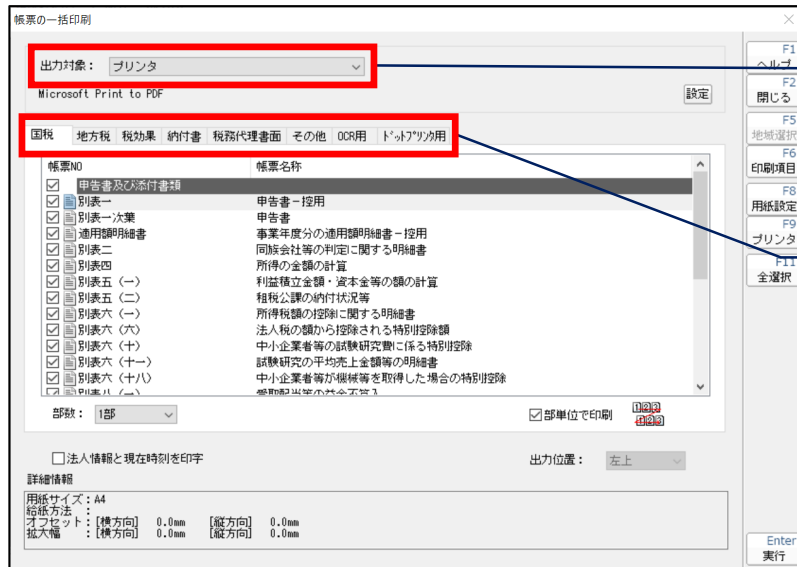 帳票の一括印刷
出力対象： プリンタ
Microsoft Print to PDF
設定
国税 地方税 税効果 納付書 税務代理書面 その他 OCR用 ﾄﾞｯﾄﾌﾟﾘﾝﾀ用
帳票NO 帳票名称
申告書及び添付書類
別表一 申告書－控用
別表一次葉 申告書
適用額明細書 事業年度分の適用額明細書－控用
別表二 同族会社等の判定に関する明細書
別表四 所得の金額の計算
別表五（一） 利益積立金額・資本金等の額の計算
別表五（二） 租税公課の納付状況等
別表六（一） 所得税額の控除に関する明細書
別表六（六） 法人税の額から控除される特別控除額
別表六（十） 中小企業者等の試験研究費に係る特別控除
別表六（十一） 試験研究の平均売上金額等の明細書
別表六（十八） 中小企業者等が機械等を取得した場合の特別控除
別表八（一） 受取配当等の益金不算入
部数： 1部
部単位で印刷
123
123
法人情報と現在時刻を印字
出力位置： 左上
詳細情報
用紙サイズ：A4
給紙方法 ：
オフセット：[横方向] 0.0mm [縦方向] 0.0mm
拡大幅 ：[横方向] 0.0mm [縦方向] 0.0mm
F1
ヘルプ
F2
閉じる
F5
地域選択
F6
印刷項目
F8
用紙設定
F9
プリンタ
F11
全選択
Enter
実行